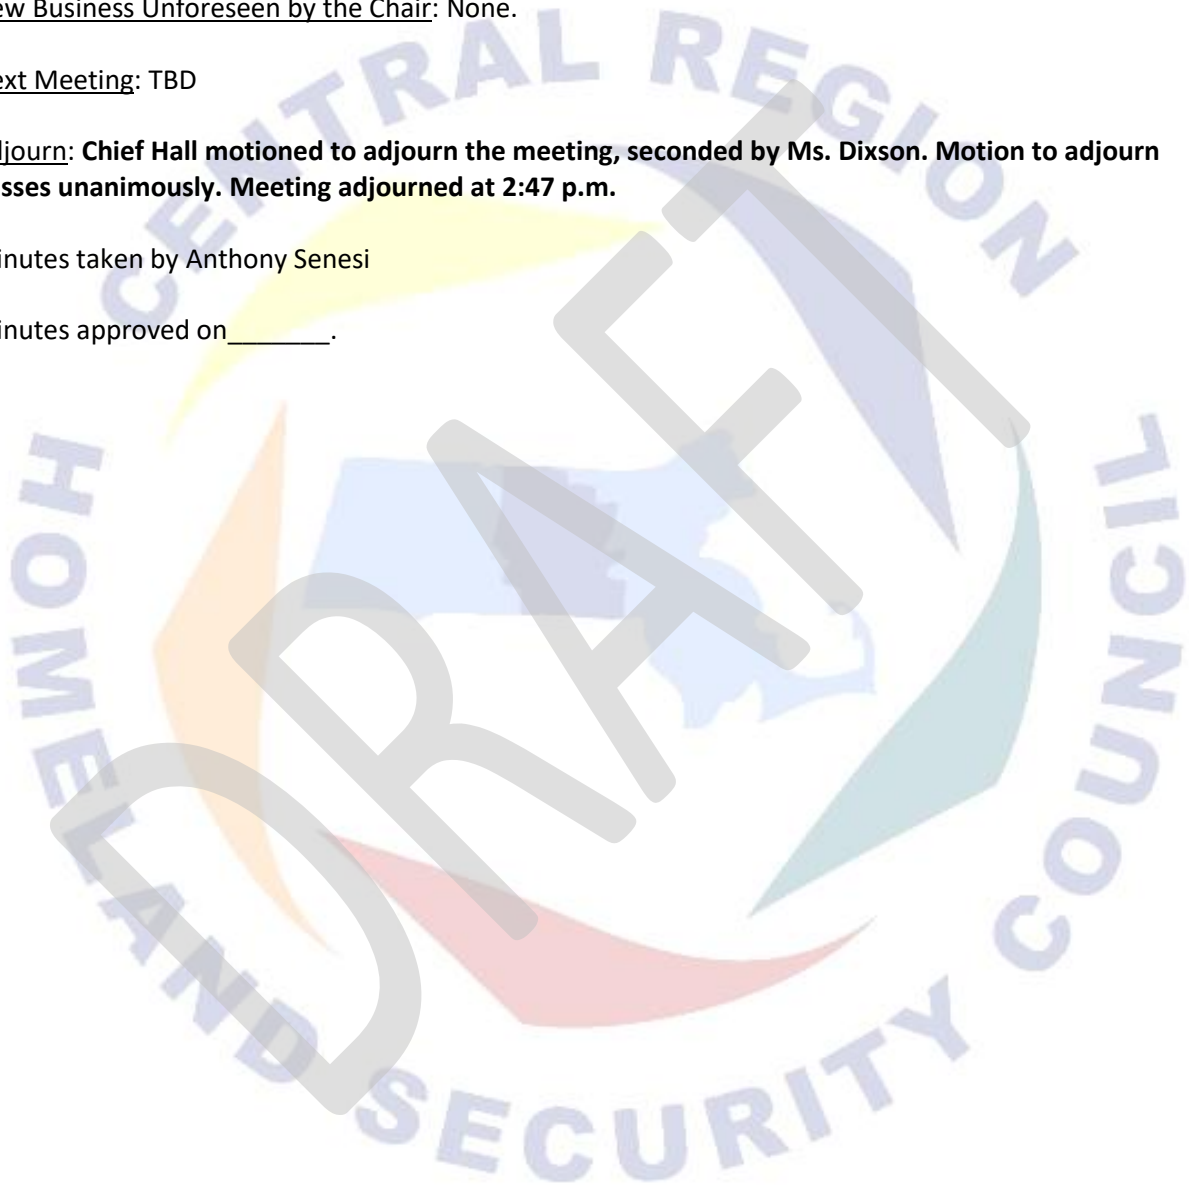 ew Business Unforeseen by the Chair: None.
ext Meeting: TBD
djourn: Chief Hall motioned to adjourn the meeting, seconded by Ms. Dixson. Motion to adjourn
sses unanimously. Meeting adjourned at 2:47 p.m.
inutes taken by Anthony Senesi
inutes approved on_______.
CENTRAL REGION
HOMELAND SECURITY COUNCIL
DRAFT